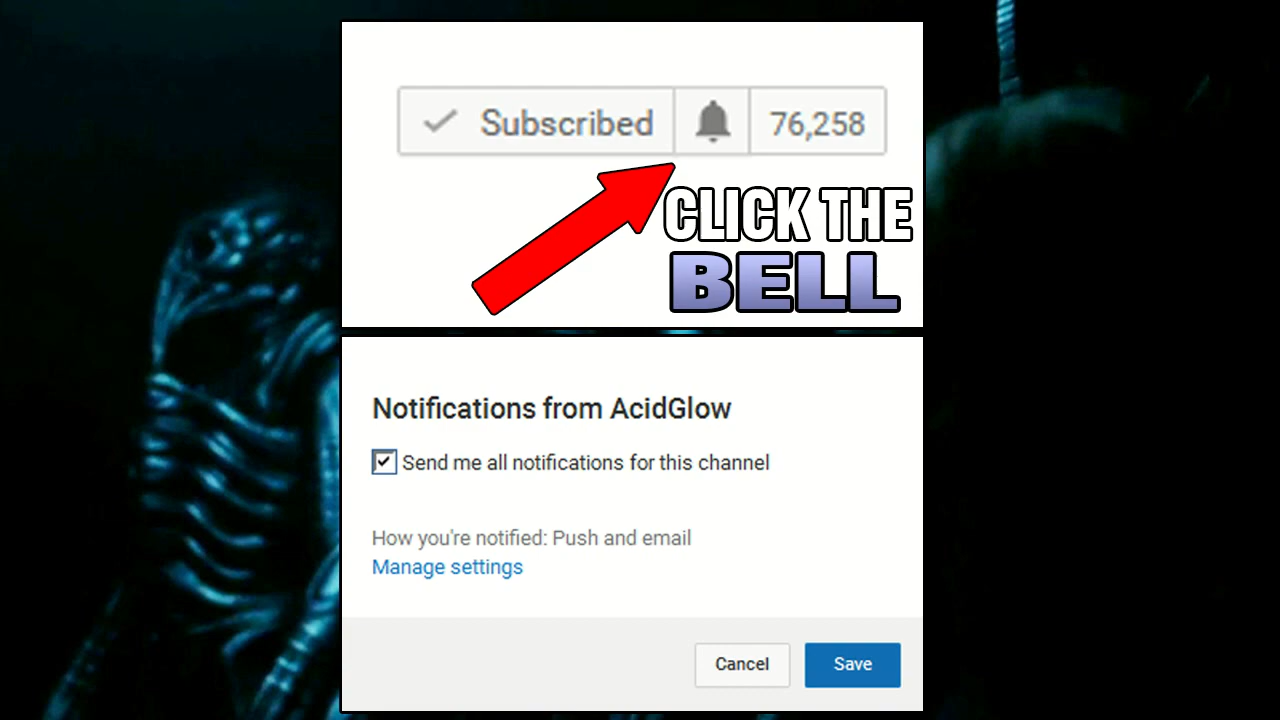 Subscribed 76,258
CLICK THE
BELL
Notifications from AcidGlow
Send me all notifications for this channel
How you're notified: Push and email
Manage settings
Cancel Save